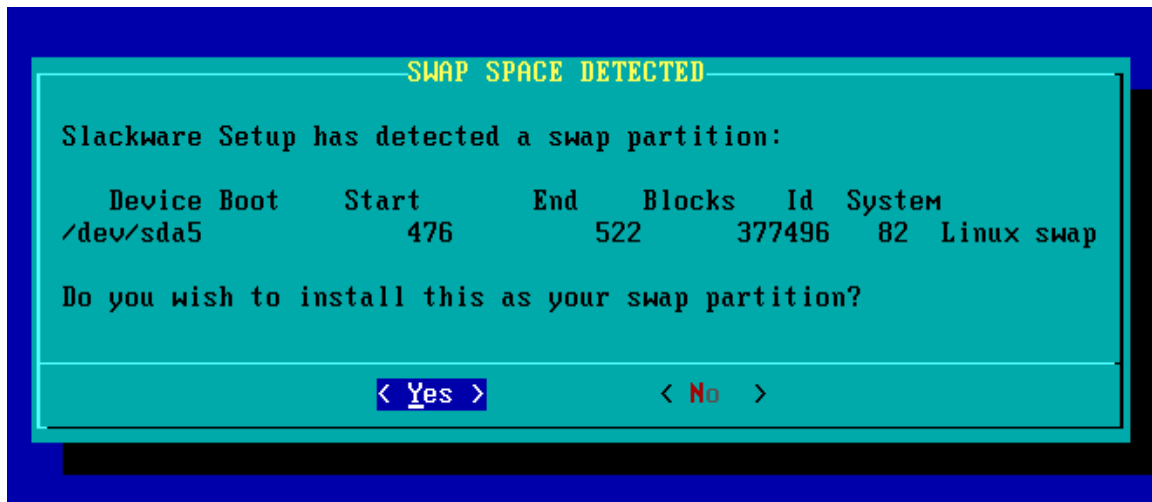 SWAP SPACE DETECTED
Slackware Setup has detected a swap partition:
Device Boot Start End Blocks Id System
/dev/sda5 476 522 377496 82 Linux swap
Do you wish to install this as your swap partition?
< Yes > < No >